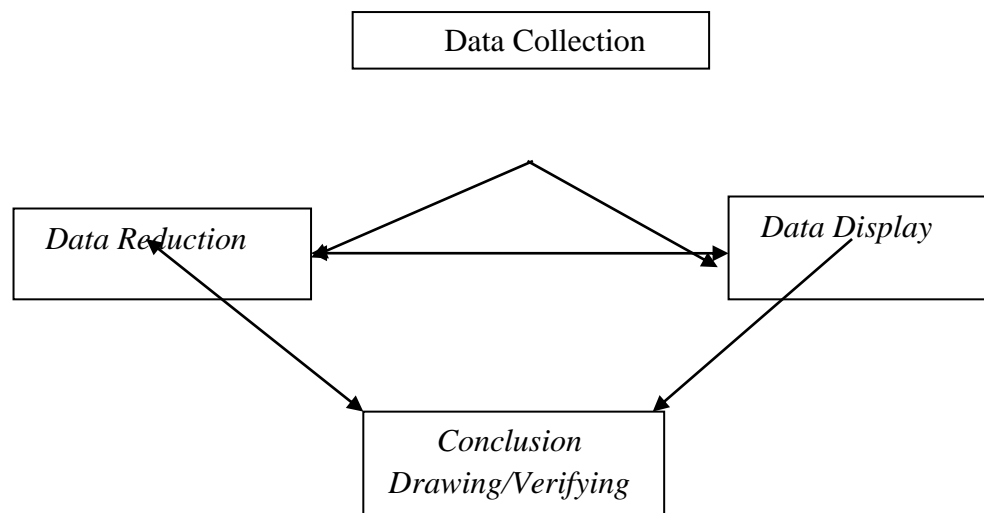 Data Collection
Data Reduction
Data Display
Conclusion
Drawing/Verifying